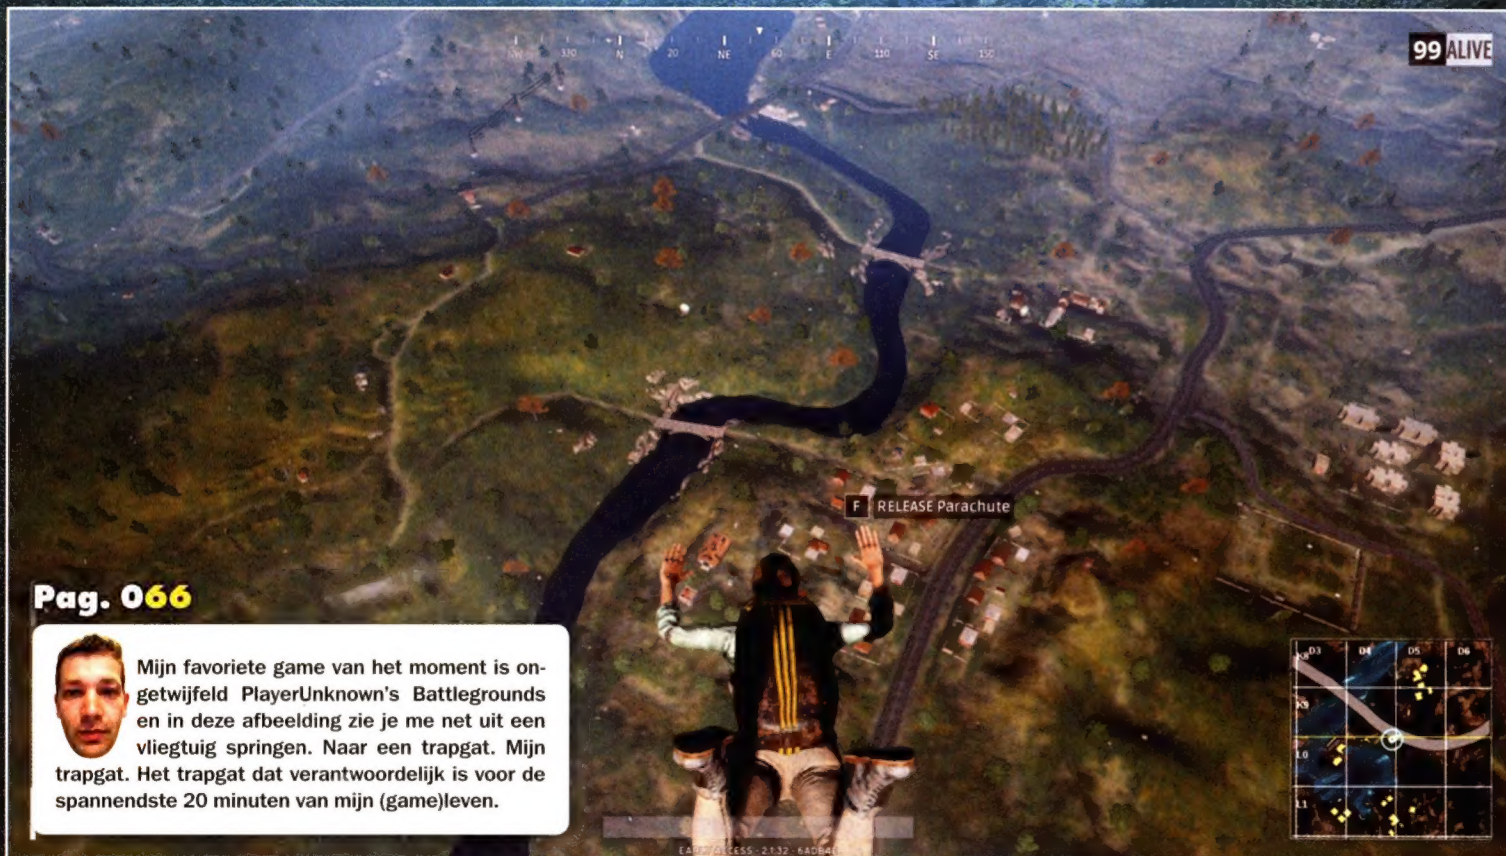 330 N 20 NE 60 E 110 SE 150
99 ALIVE
F RELEASE Parachute
Pag. 066
Mijn favoriete game van het moment is on-
getwijfeld PlayerUnknown's Battlegrounds
en in deze afbeelding zie je me net uit een
vliegtuig springen. Naar een trapgat. Mijn
trapgat. Het trapgat dat verantwoordelijk is voor de
spannendste 20 minuten van mijn (game)leven.
D3 D4 D5 D6
K9
L0
L1